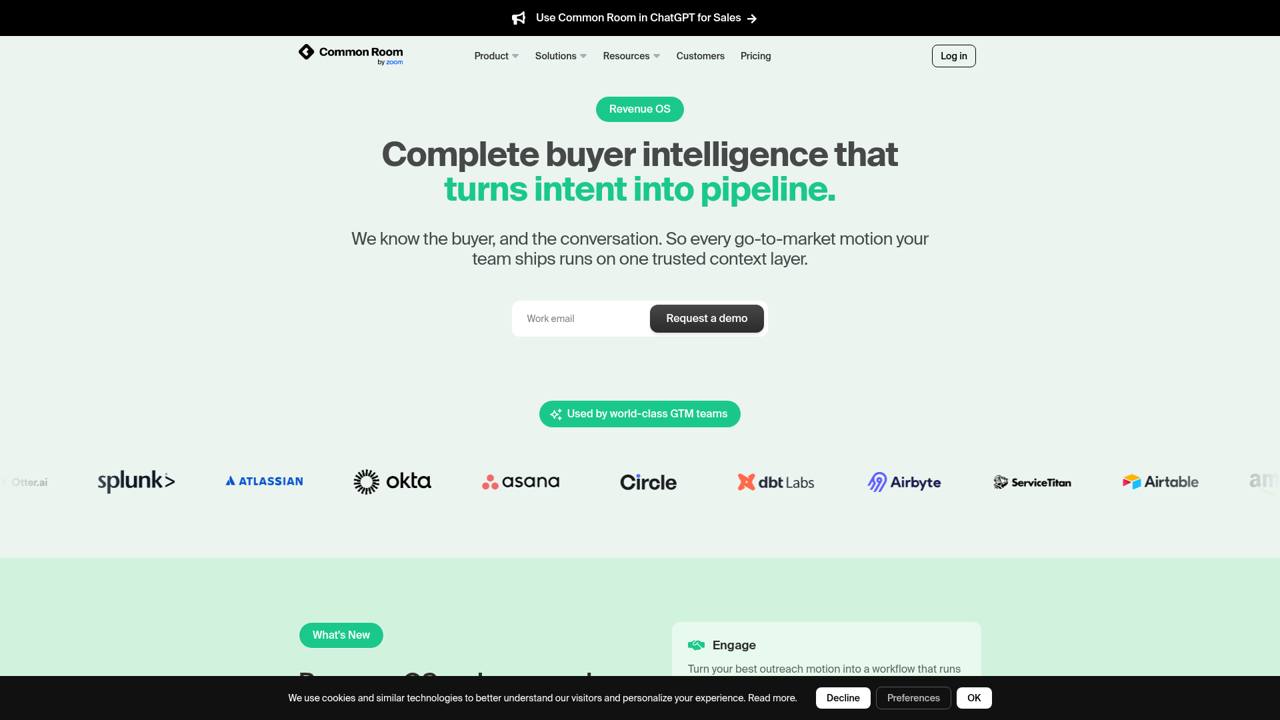 Use Common Room in ChatGPT for Sales →
Common Room
by zoom
Product
Solutions
Resources
Customers
Pricing
Log in
Revenue OS
Complete buyer intelligence that
turns intent into pipeline.
We know the buyer, and the conversation. So every go-to-market motion your
team ships runs on one trusted context layer.
Work email
Request a demo
Used by world-class GTM teams
Otter.ai
splunk>
ATLASSIAN
okta
asana
Circle
dbt Labs
Airbyte
ServiceTitan
Airtable
am
What's New
Engage
Turn your best outreach motion into a workflow that runs
We use cookies and similar technologies to better understand our visitors and personalize your experience. Read more.
Decline
Preferences
OK